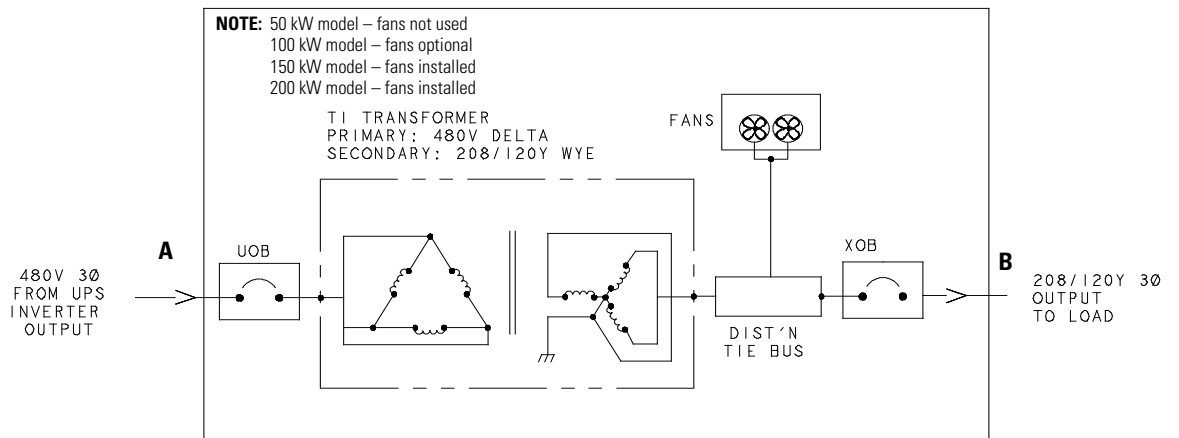 NOTE: 50 kW model – fans not used
100 kW model – fans optional
150 kW model – fans installed
200 kW model – fans installed
T1 TRANSFORMER
PRIMARY: 480V DELTA
SECONDARY: 208/120Y WYE
FANS
A
UOB
XOB
B
480V 3Ø
FROM UPS
INVERTER
OUTPUT
208/120Y 3Ø
OUTPUT
TO LOAD
DIST'N
TIE BUS